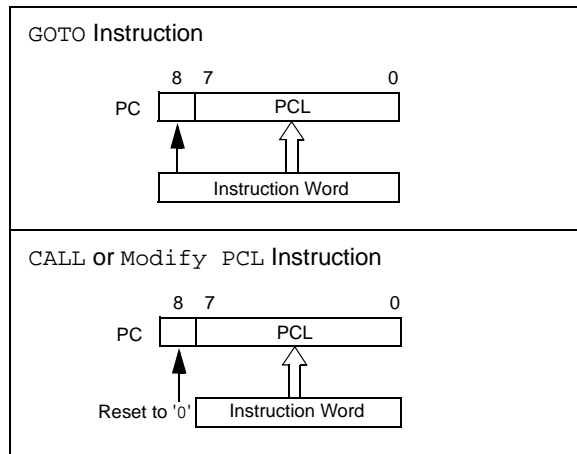 GOTO Instruction
8 7 0
PC PCL
Instruction Word
CALL or Modify PCL Instruction
8 7 0
PC PCL
Reset to '0' Instruction Word